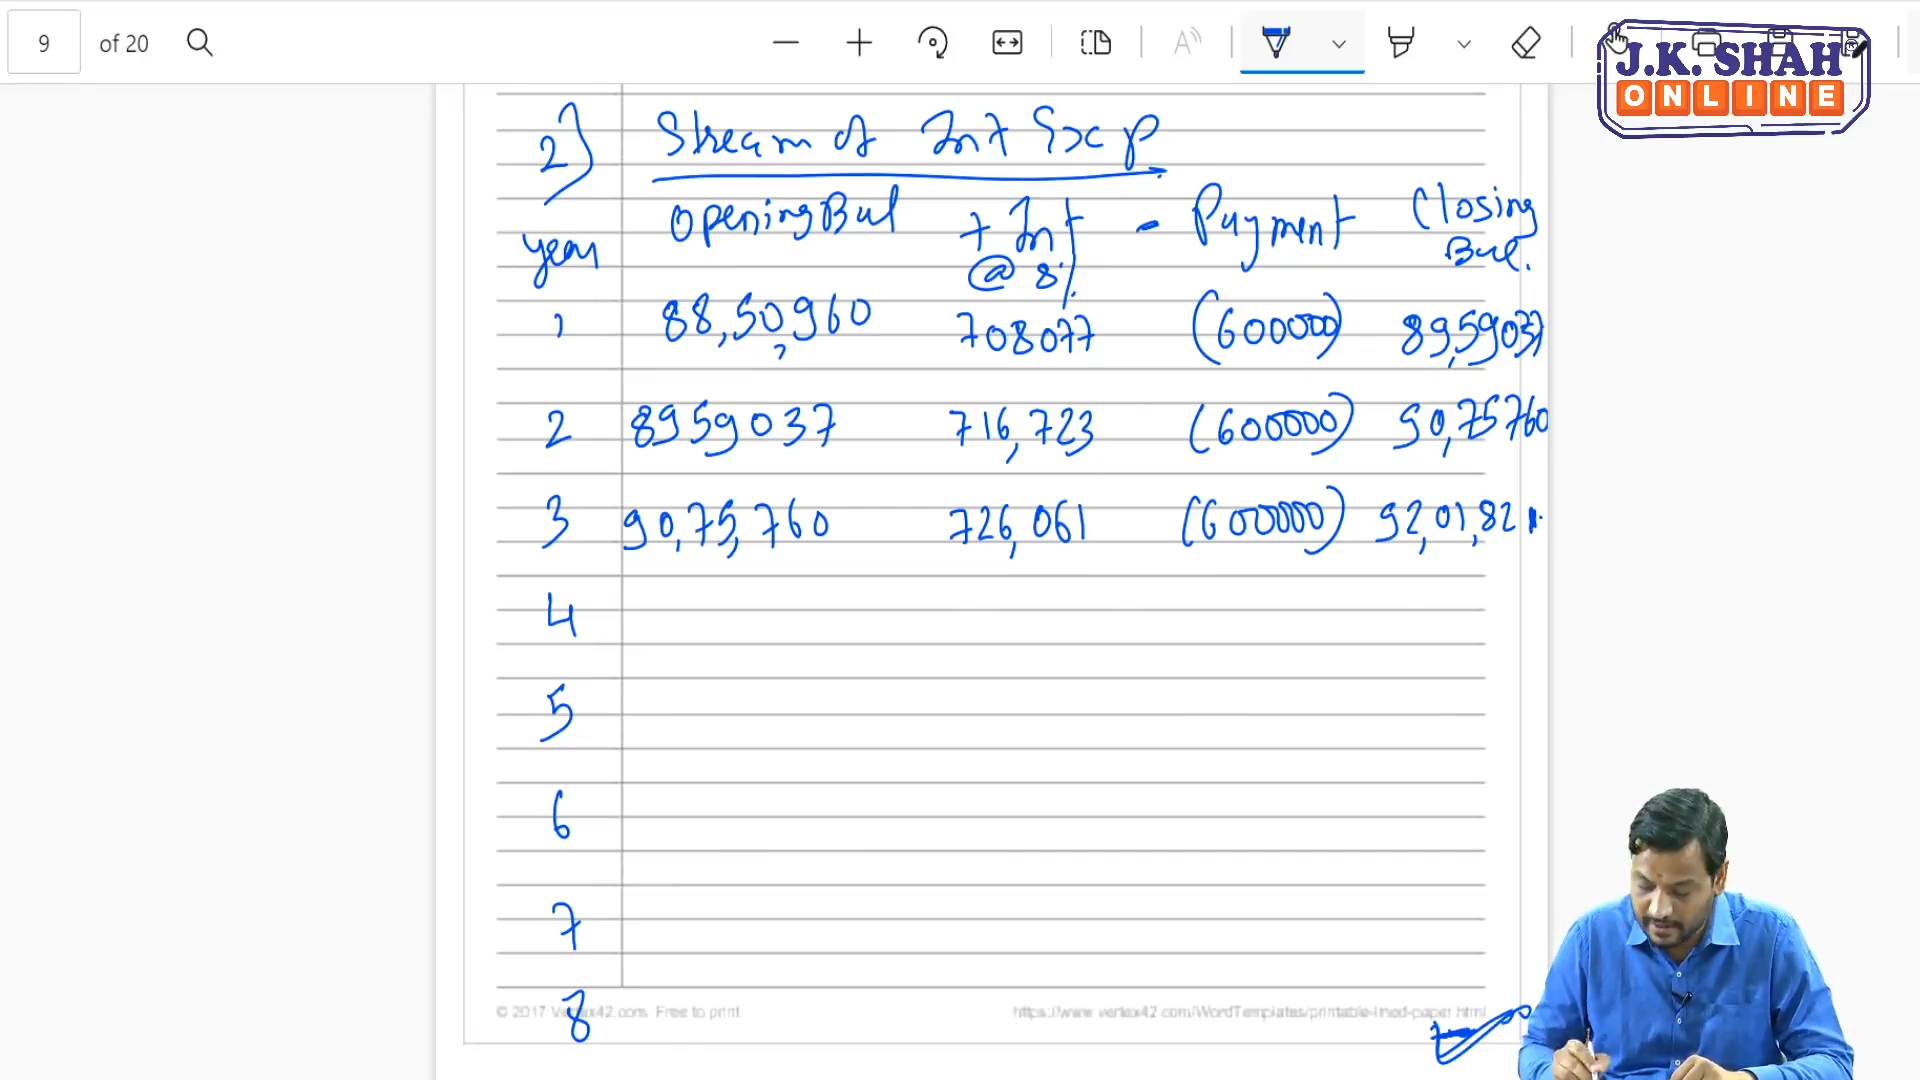 9 of 20
J.K. SHAH
ONLINE
2) Stream of Int Exp
year Opening Bal + Int @ 8% - Payment Closing Bal.
1 88,50,960 708077 (600000) 89,59037
2 8959037 716,723 (600000) 90,75760
3 90,75,760 726,061 (600000) 92,01,82
4
5
6
7
8
© 2017 Vertex42.com. Free to print https://www.vertex42.com/WordTemplates/printable-lined-paper.html